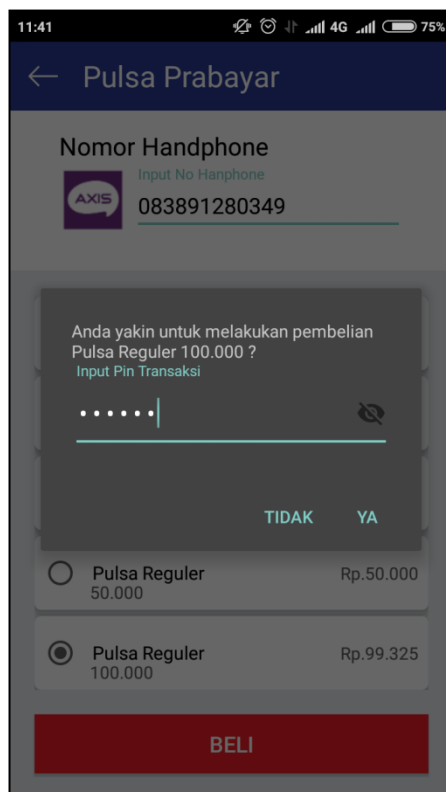 11:41
4G
75%
Pulsa Prabayar
Nomor Handphone
Input No Hanphone
AXIS
083891280349
Anda yakin untuk melakukan pembelian
Pulsa Reguler 100.000 ?
Input Pin Transaksi
••••••
TIDAK YA
Pulsa Reguler Rp.50.000
50.000
Pulsa Reguler Rp.99.325
100.000
BELI